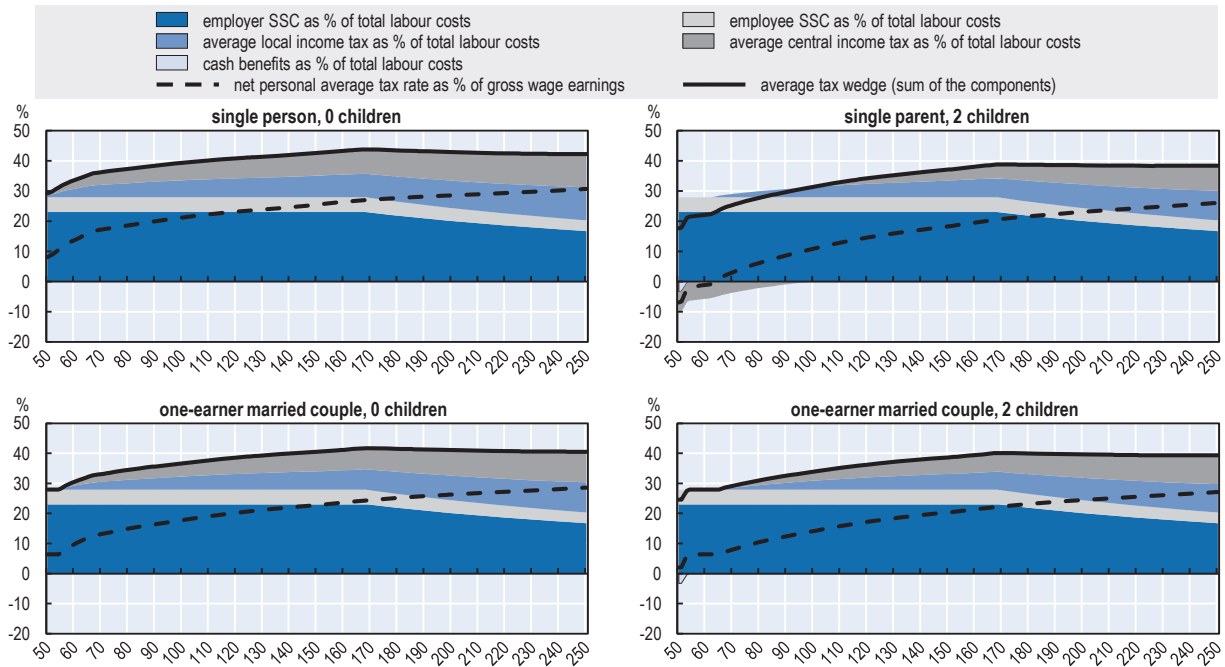 employer SSC as % of total labour costs
employee SSC as % of total labour costs
average local income tax as % of total labour costs
average central income tax as % of total labour costs
cash benefits as % of total labour costs
net personal average tax rate as % of gross wage earnings
average tax wedge (sum of the components)
%
single person, 0 children
50
40
30
20
10
0
-10
-20
50 60 70 80 90 100 110 120 130 140 150 160 170 180 190 200 210 220 230 240 250
%
single parent, 2 children
50
40
30
20
10
0
-10
-20
50 60 70 80 90 100 110 120 130 140 150 160 170 180 190 200 210 220 230 240 250
%
one-earner married couple, 0 children
50
40
30
20
10
0
-10
-20
50 60 70 80 90 100 110 120 130 140 150 160 170 180 190 200 210 220 230 240 250
%
one-earner married couple, 2 children
50
40
30
20
10
0
-10
-20
50 60 70 80 90 100 110 120 130 140 150 160 170 180 190 200 210 220 230 240 250